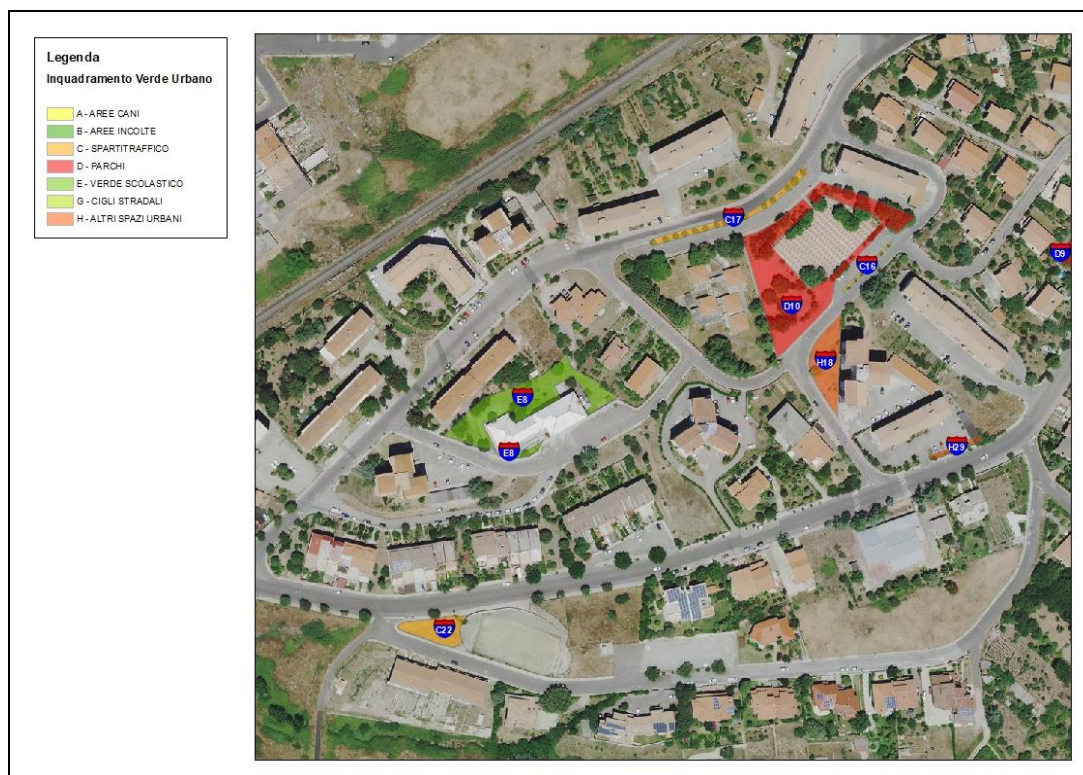 Legenda
Inquadramento Verde Urbano
A - AREE CANI
B - AREE INCOLTE
C - SPARTITRAFFICO
D - PARCHI
E - VERDE SCOLASTICO
G - CIGLI STRADALI
H - ALTRI SPAZI URBANI
C17
D9
C16
D10
H18
E8
H29
E8
C22